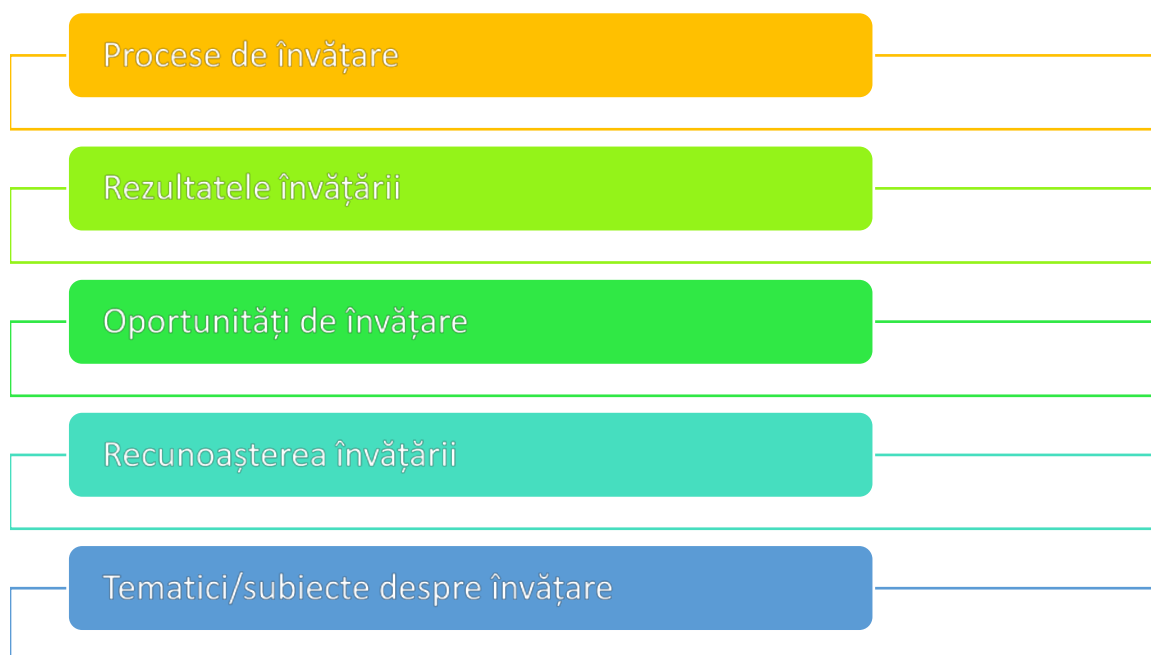 Procese de învățare
Rezultatele învățării
Oportunități de învățare
Recunoașterea învățării
Tematici/subiecte despre învățare